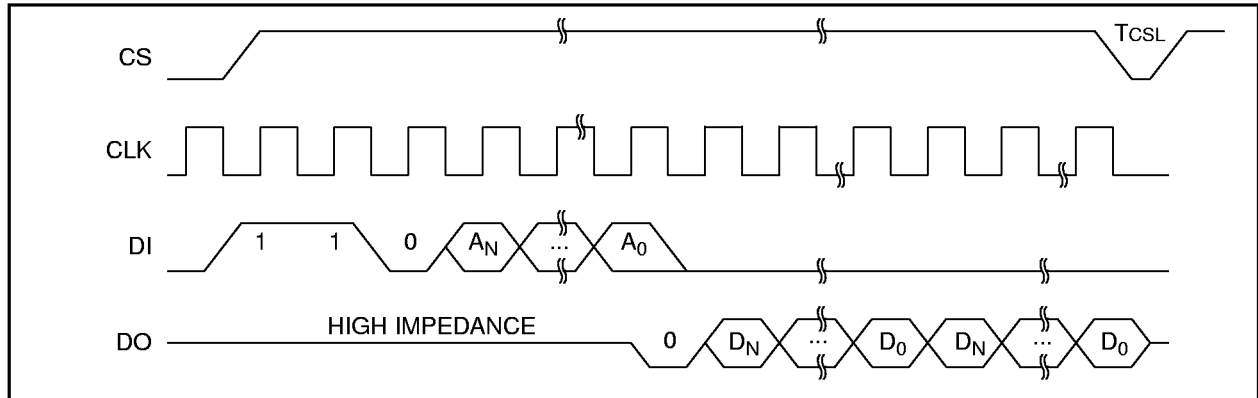 CS TCSL
CLK
DI 1 1 0 AN ... A0
HIGH IMPEDANCE
DO 0 DN ... D0 DN ... D0